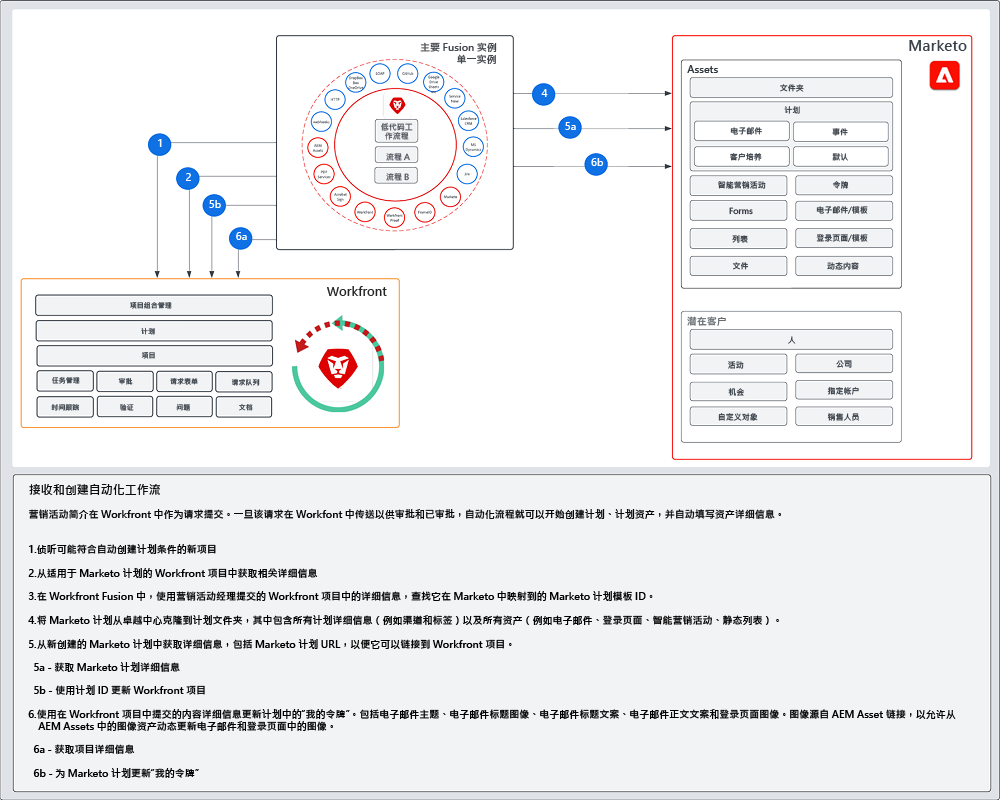 主要 Fusion 实例
单一实例
DropBox
Box
OneDrive
LDAP
GitHub
Google
Drive
Sheets
HTTP
Service
Now
webhooks
Salesforce
CRM
AEM
Assets
MS
Dynamics
PDF
Services
Jira
Acrobat
Sign
Marketo
Workfront
Workfront
Proof
Frame IO
低代码工
作流程
流程 A
流程 B
1
2
5b
6a
4
5a
6b
Marketo
Assets
文件夹
计划
电子邮件
事件
客户培养
默认
智能营销活动
令牌
Forms
电子邮件/模板
列表
登录页面/模板
文件
动态内容
潜在客户
人
活动
公司
机会
指定帐户
自定义对象
销售人员
Workfront
项目组合管理
计划
项目
任务管理
审批
请求表单
请求队列
时间跟踪
验证
问题
文档
接收和创建自动化工作流
营销活动简介在 Workfront 中作为请求提交。一旦该请求在 Workfont 中传送以供审批和已审批，自动化流程就可以开始创建计划、计划资产，并自动填写资产详细信息。
1.侦听可能符合自动创建计划条件的新项目
2.从适用于 Marketo 计划的 Workfront 项目中获取相关详细信息
3.在 Workfront Fusion 中，使用营销活动经理提交的 Workfront 项目中的详细信息，查找它在 Marketo 中映射到的 Marketo 计划模板 ID。
4.将 Marketo 计划从卓越中心克隆到计划文件夹，其中包含所有计划详细信息（例如渠道和标签）以及所有资产（例如电子邮件、登录页面、智能营销活动、静态列表）。
5.从新创建的 Marketo 计划中获取详细信息，包括 Marketo 计划 URL，以便它可以链接到 Workfront 项目。
5a - 获取 Marketo 计划详细信息
5b - 使用计划 ID 更新 Workfront 项目
6.使用在 Workfront 项目中提交的内容详细信息更新计划中的“我的令牌”。包括电子邮件主题、电子邮件标题图像、电子邮件标题文案、电子邮件正文文案和登录页面图像。图像源自 AEM Asset 链接，以允许从
AEM Assets 中的图像资产动态更新电子邮件和登录页面中的图像。
6a - 获取项目详细信息
6b - 为 Marketo 计划更新“我的令牌”